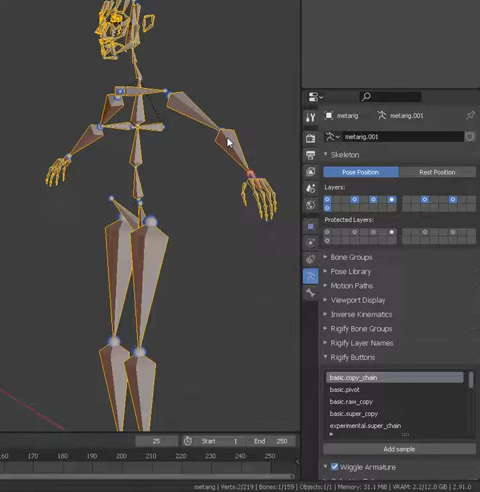 metarig
metarig.001
metarig.001
Skeleton
Pose Position
Rest Position
Layers:
Protected Layers:
Bone Groups
Pose Library
Motion Paths
Viewport Display
Inverse Kinematics
Rigify Bone Groups
Rigify Layer Names
Rigify Buttons
basic.copy_chain
basic.pivot
basic.raw_copy
basic.super_copy
experimental.super_chain
Add sample
Wiggle Armature
25
Start
1
End
250
160
170
180
190
200
210
220
230
240
250
metarig | Verts:2/219 | Bones:1/159 | Objects:1/1 | Memory: 31.1 MiB | VRAM: 2.2/12.0 GiB | 2.91.0